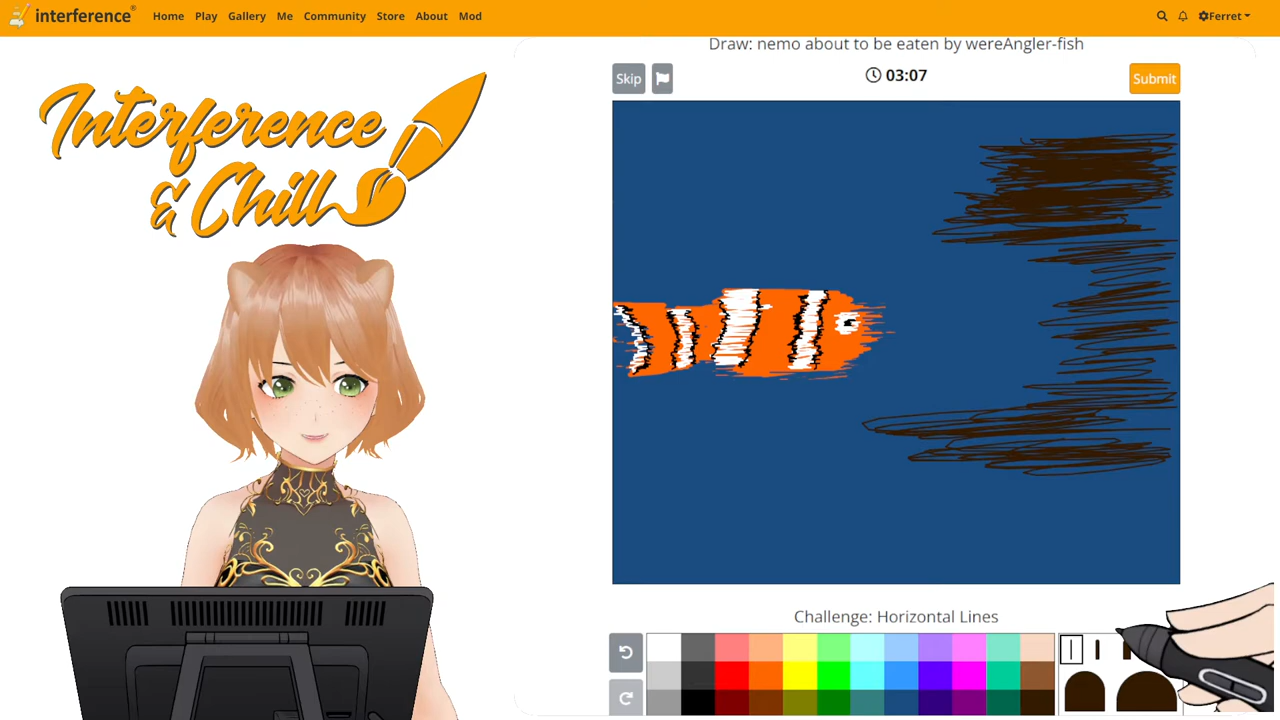 interference®
Home Play Gallery Me Community Store About Mod
Ferret
Interference
& Chill
Draw: nemo about to be eaten by wereAngler-fish
Skip
03:07
Submit
Challenge: Horizontal Lines